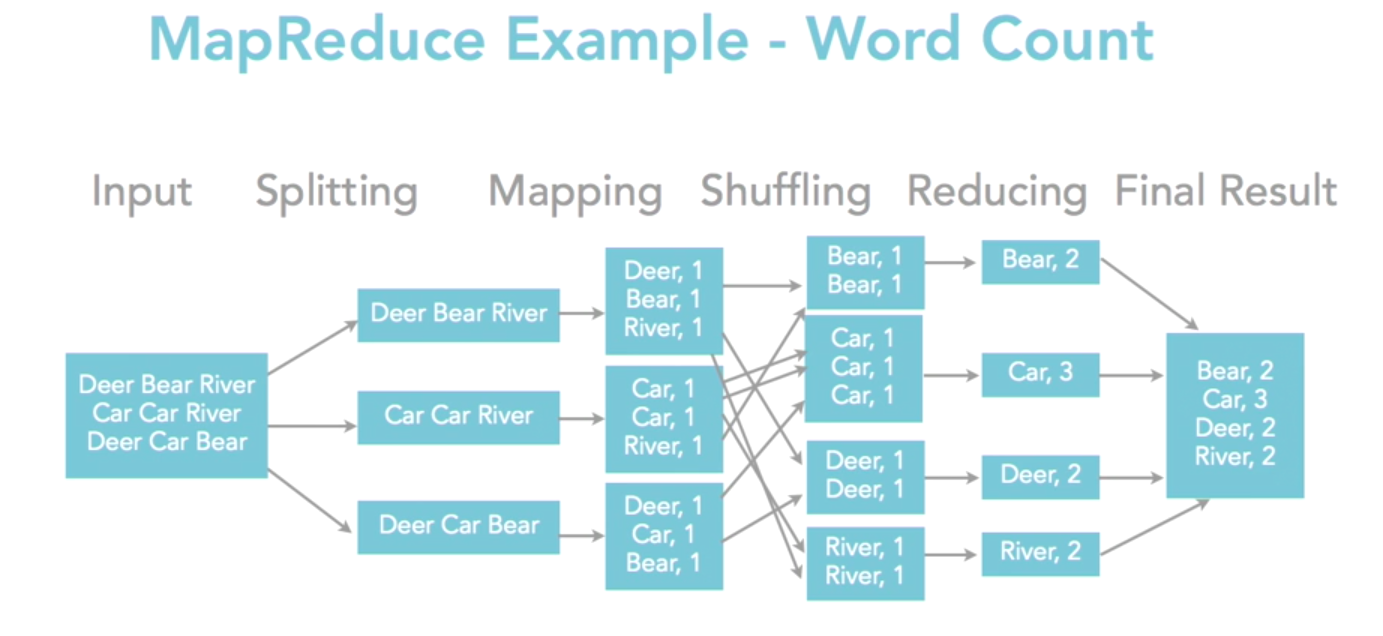 MapReduce Example - Word Count
Input
Splitting
Mapping
Shuffling
Reducing
Final Result
Deer Bear River
Car Car River
Deer Car Bear
Deer Bear River
Car Car River
Deer Car Bear
Deer, 1
Bear, 1
River, 1
Car, 1
Car, 1
River, 1
Deer, 1
Car, 1
Bear, 1
Bear, 1
Bear, 1
Car, 1
Car, 1
Car, 1
Deer, 1
Deer, 1
River, 1
River, 1
Bear, 2
Car, 3
Deer, 2
River, 2
Bear, 2
Car, 3
Deer, 2
River, 2